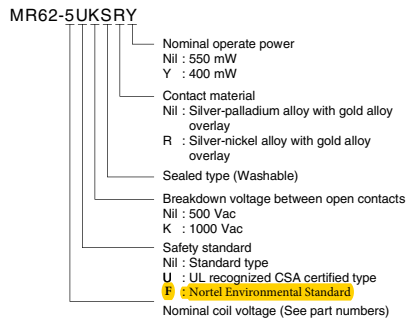 MR62-5UKSRY
Nominal operate power
Nil : 550 mW
Y : 400 mW
Contact material
Nil : Silver-palladium alloy with gold alloy
overlay
R : Silver-nickel alloy with gold alloy
overlay
Sealed type (Washable)
Breakdown voltage between open contacts
Nil : 500 Vac
K : 1000 Vac
Safety standard
Nil : Standard type
U : UL recognized CSA certified type
F : Nortel Environmental Standard
Nominal coil voltage (See part numbers)